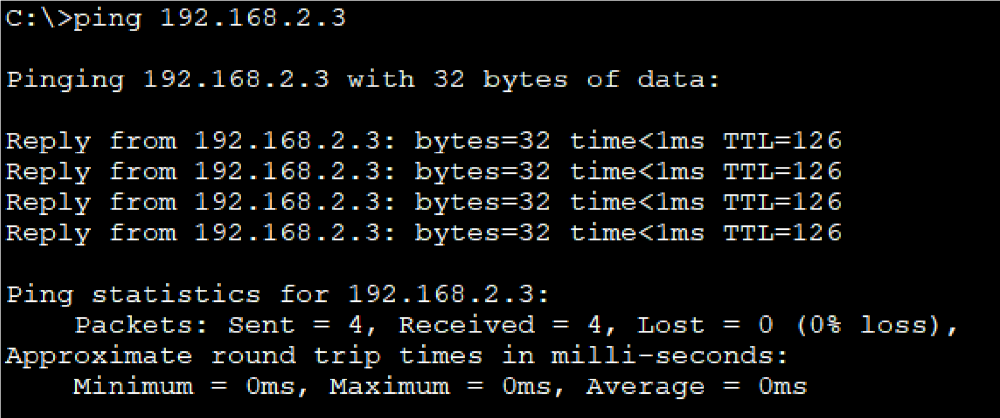 C:\>ping 192.168.2.3
Pinging 192.168.2.3 with 32 bytes of data:
Reply from 192.168.2.3: bytes=32 time<1ms TTL=126
Reply from 192.168.2.3: bytes=32 time<1ms TTL=126
Reply from 192.168.2.3: bytes=32 time<1ms TTL=126
Reply from 192.168.2.3: bytes=32 time<1ms TTL=126
Ping statistics for 192.168.2.3:
    Packets: Sent = 4, Received = 4, Lost = 0 (0% loss),
Approximate round trip times in milli-seconds:
    Minimum = 0ms, Maximum = 0ms, Average = 0ms